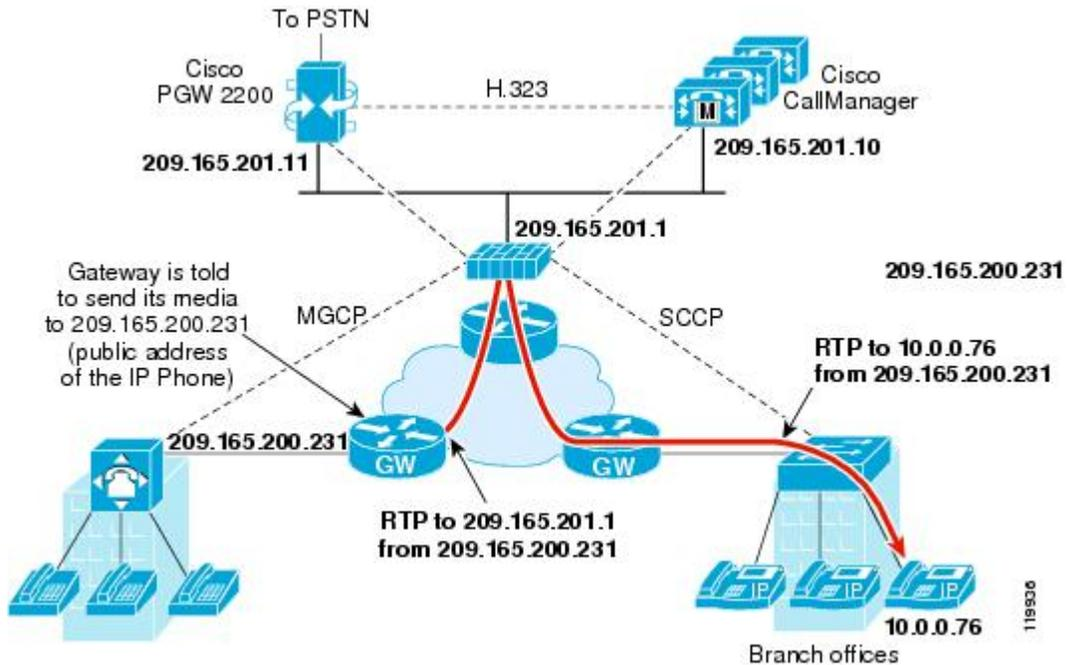 To PSTN
Cisco
PGW 2200
H.323
Cisco
CallManager
M
209.165.201.11
209.165.201.10
209.165.201.1
Gateway is told
to send its media
to 209.165.200.231
(public address
of the IP Phone)
MGCP
SCCP
209.165.200.231
RTP to 10.0.0.76
from 209.165.200.231
209.165.200.231
GW
GW
RTP to 209.165.201.1
from 209.165.200.231
IP
IP
IP
10.0.0.76
Branch offices
119936